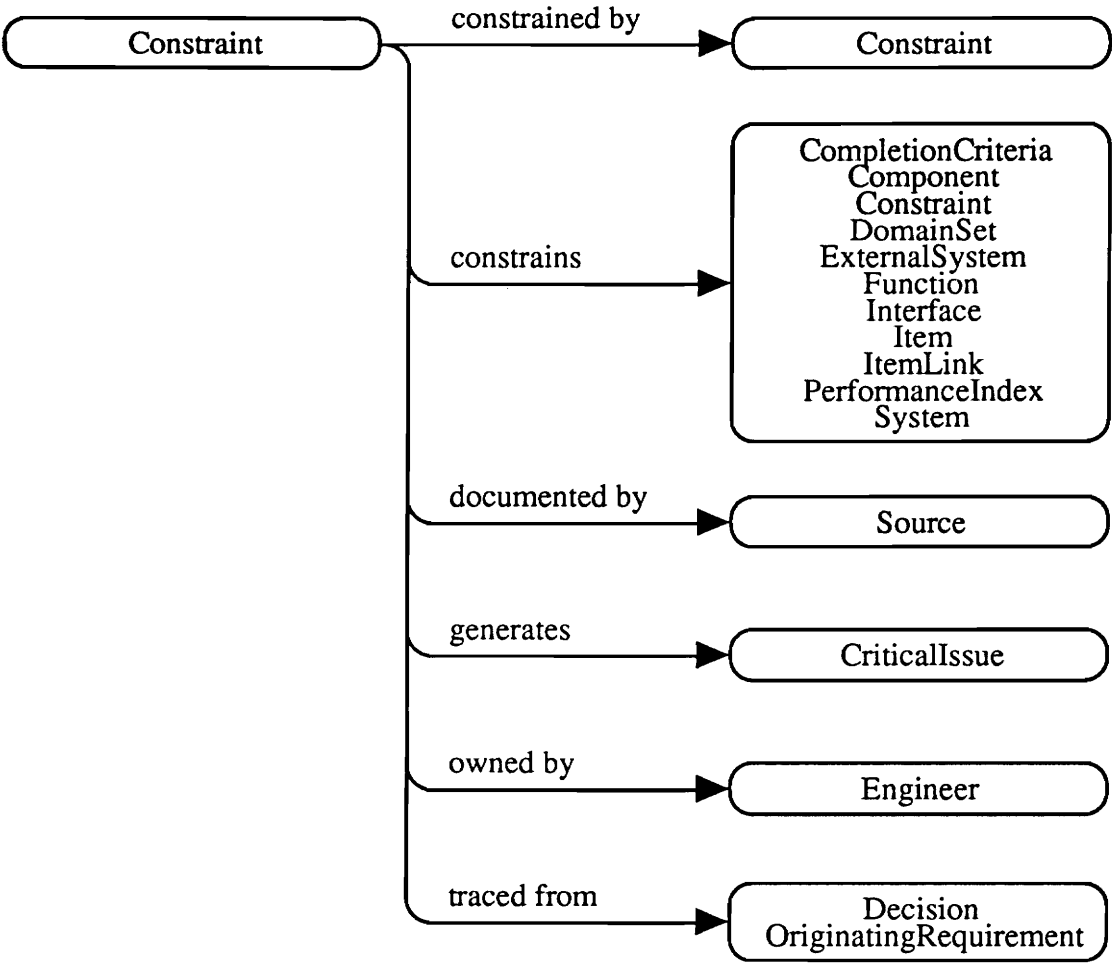 Constraint
constrained by
Constraint
constrains
CompletionCriteria
Component
Constraint
DomainSet
ExternalSystem
Function
Interface
Item
ItemLink
PerformanceIndex
System
documented by
Source
generates
CriticalIssue
owned by
Engineer
traced from
Decision
OriginatingRequirement